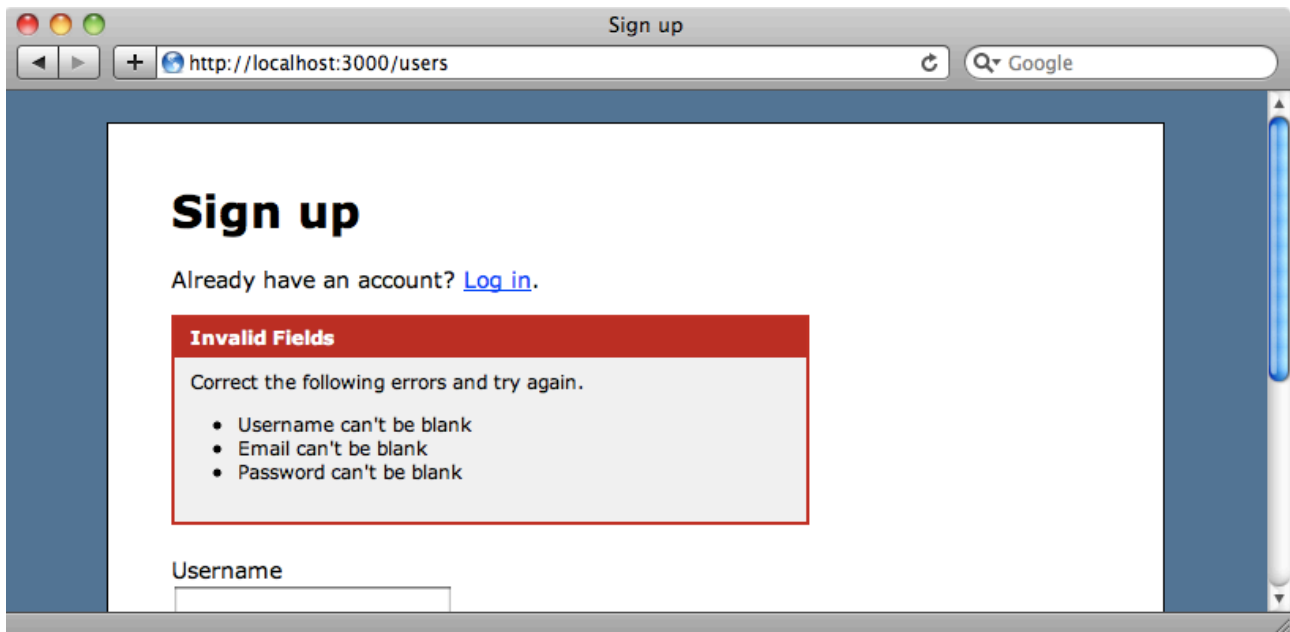 Sign up
http://localhost:3000/users
Google
Sign up
Already have an account? Log in.
Invalid Fields
Correct the following errors and try again.
• Username can't be blank
• Email can't be blank
• Password can't be blank
Username